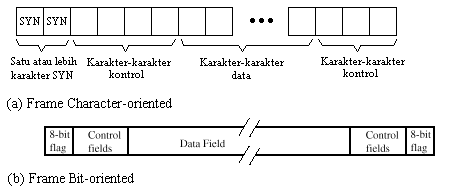 SYN SYN
Satu atau lebih karakter SYN
Karakter-karakter kontrol
Karakter-karakter data
Karakter-karakter kontrol
(a) Frame Character-oriented
8-bit flag
Control fields
Data Field
Control fields
8-bit flag
(b) Frame Bit-oriented